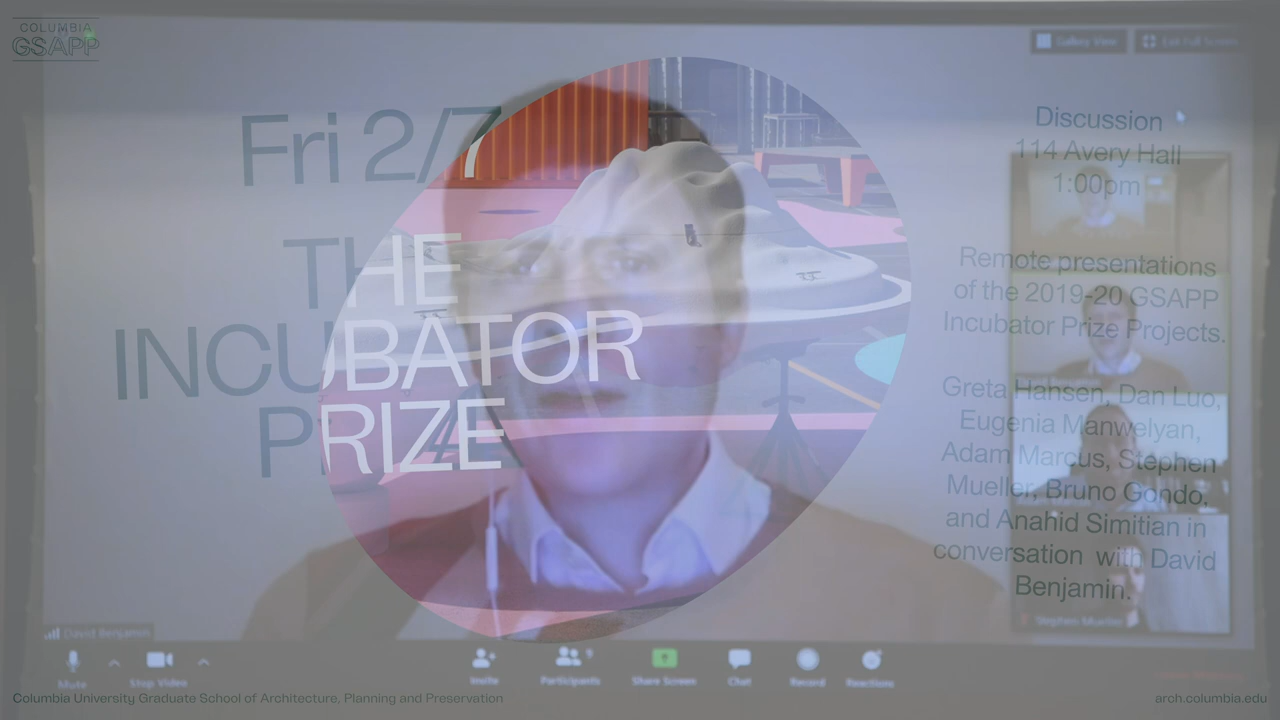 COLUMBIA
GSAPP
Gallery View
Exit Full Screen
Fri 2/7
THE
INCUBATOR
PRIZE
Discussion
114 Avery Hall
1:00pm
Remote presentations
of the 2019-20 GSAPP
Incubator Prize Projects.
Greta Hansen, Dan Luo,
Eugenia Manwelyan,
Adam Marcus, Stephen
Mueller, Bruno Gondo,
and Anahid Simitian in
conversation with David
Benjamin.
Stephen Mueller
David Benjamin
Mute
Stop Video
Invite
Participants
Share Screen
Chat
Record
Reactions
Columbia University Graduate School of Architecture, Planning and Preservation
arch.columbia.edu